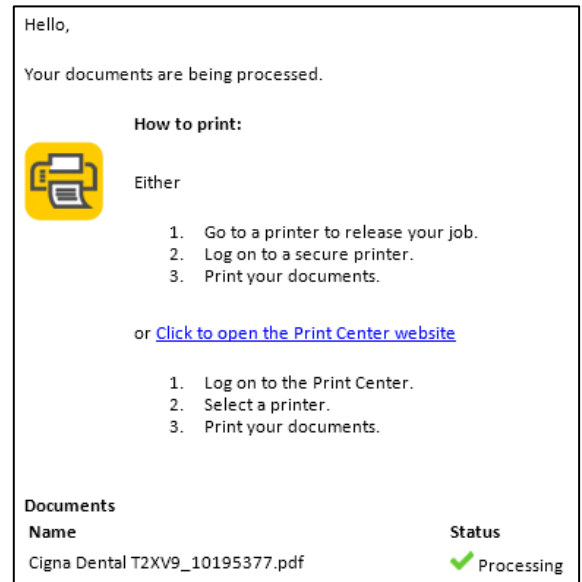 Hello,
Your documents are being processed.
How to print:
Either
1. Go to a printer to release your job.
2. Log on to a secure printer.
3. Print your documents.
or Click to open the Print Center website
1. Log on to the Print Center.
2. Select a printer.
3. Print your documents.
Documents
Name Status
Cigna Dental T2XV9_10195377.pdf Processing